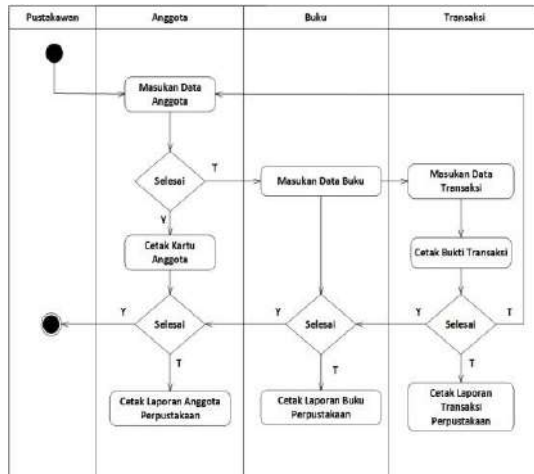 Pustakawan
Anggota
Buku
Transaksi
Masukan Data
Anggota
Selesai
T
Masukan Data Buku
Masukan Data
Transaksi
Y
Cetak Kartu
Anggota
Cetak Bukti Transaksi
Y
Selesai
Y
Selesai
Y
Selesai
T
T
T
T
Cetak Laporan Anggota
Perpustakaan
Cetak Laporan Buku
Perpustakaan
Cetak Laporan
Transaksi
Perpustakaan